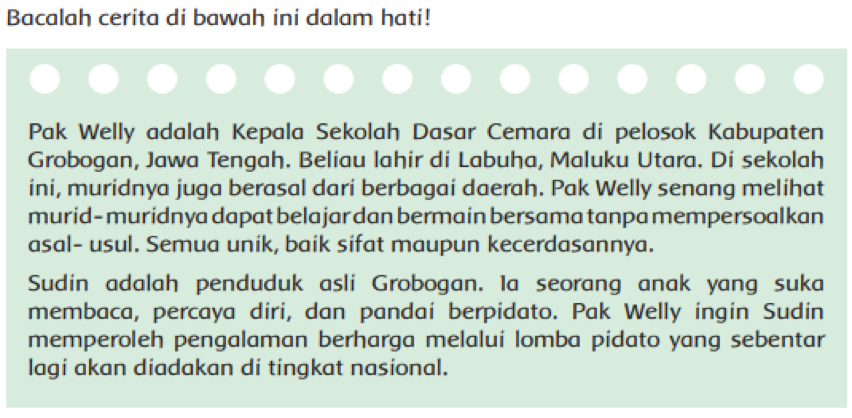 Bacalah cerita di bawah ini dalam hati!
Pak Welly adalah Kepala Sekolah Dasar Cemara di pelosok Kabupaten
Grobogan, Jawa Tengah. Beliau lahir di Labuha, Maluku Utara. Di sekolah
ini, muridnya juga berasal dari berbagai daerah. Pak Welly senang melihat
murid-muridnya dapat belajar dan bermain bersama tanpa mempersoalkan
asal- usul. Semua unik, baik sifat maupun kecerdasannya.
Sudin adalah penduduk asli Grobogan. Ia seorang anak yang suka
membaca, percaya diri, dan pandai berpidato. Pak Welly ingin Sudin
memperoleh pengalaman berharga melalui lomba pidato yang sebentar
lagi akan diadakan di tingkat nasional.